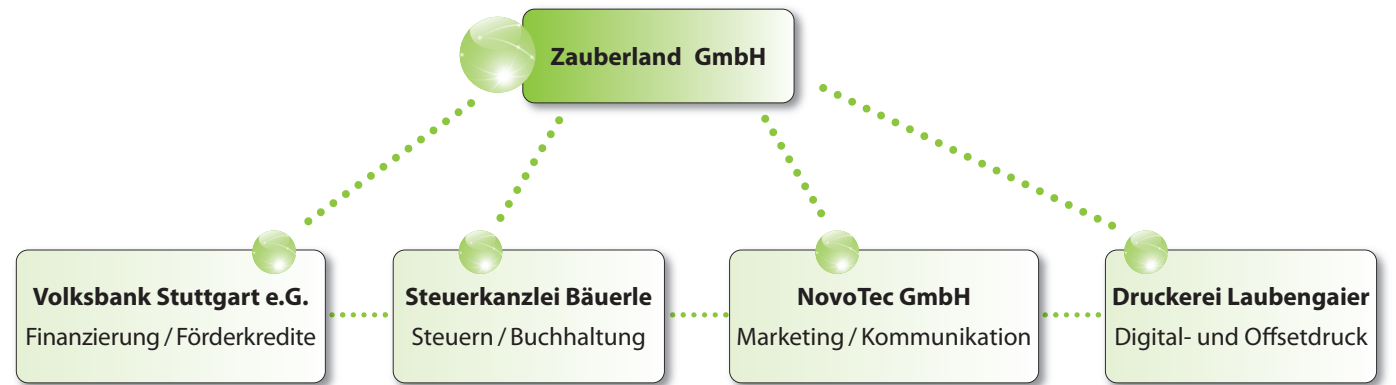 Zauberland GmbH
Volksbank Stuttgart e.G.
Finanzierung / Förderkredite
Steuerkanzlei Bäuerle
Steuern / Buchhaltung
NovoTec GmbH
Marketing / Kommunikation
Druckerei Laubengaier
Digital- und Offsetdruck